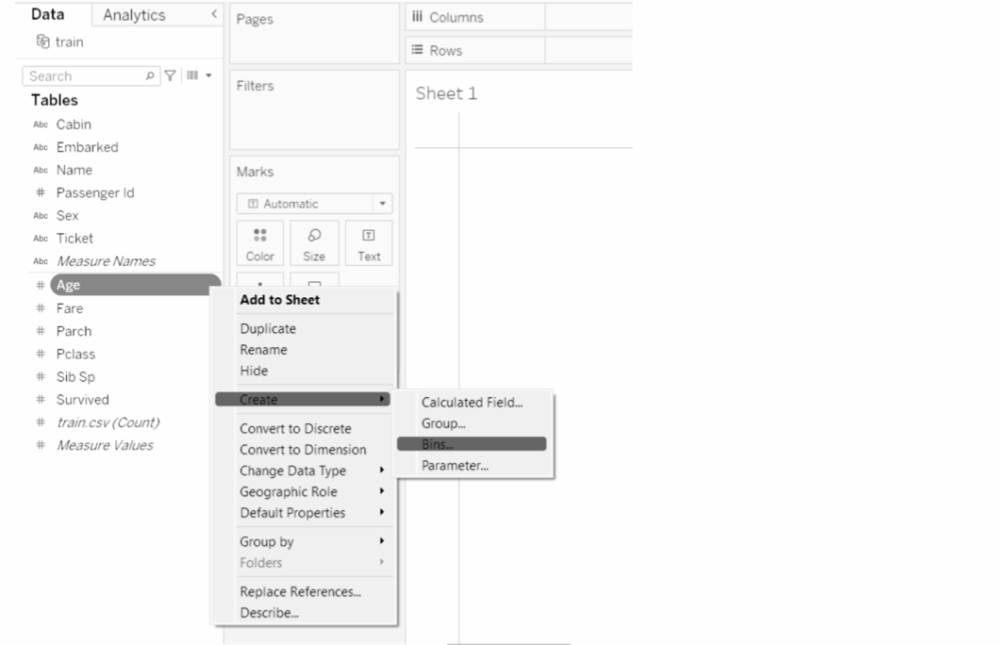 Data
Analytics
train
Search
Tables
Abc Cabin
Abc Embarked
Abc Name
# Passenger Id
Abc Sex
Abc Ticket
Abc Measure Names
# Age
# Fare
# Parch
# Pclass
# Sib Sp
# Survived
# train.csv (Count)
# Measure Values
Pages
Filters
Marks
T Automatic
Color
Size
T
Text
Columns
Rows
Sheet 1
Add to Sheet
Duplicate
Rename
Hide
Create
Convert to Discrete
Convert to Dimension
Change Data Type
Geographic Role
Default Properties
Group by
Folders
Replace References...
Describe...
Calculated Field...
Group...
Bins...
Parameter...